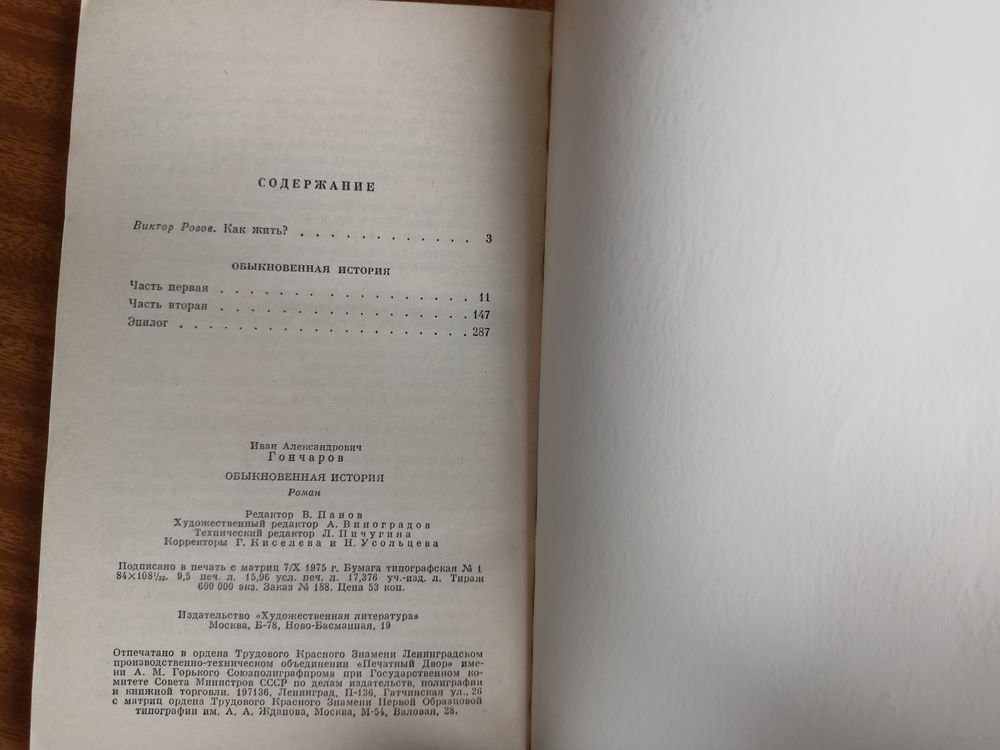 СОДЕРЖАНИЕ
Виктор Розов. Как жить? . . . . . . . . . . . . 3
ОБЫКНОВЕННАЯ ИСТОРИЯ
Часть первая . . . . . . . . . . . . . . . . . . 11
Часть вторая . . . . . . . . . . . . . . . . . . 147
Эпилог . . . . . . . . . . . . . . . . . . . . 287
Иван Александрович
Гончаров
ОБЫКНОВЕННАЯ ИСТОРИЯ
Роман
Редактор В. Панов
Художественный редактор А. Виноградов
Технический редактор Л. Пичугина
Корректоры Г. Киселева и Н. Усольцева
Подписано в печать с матриц 7/X 1975 г. Бумага типографская № 1
84×108¹/₃₂. 9,5 печ. л. 15,96 усл. печ. л. 17,376 уч.-изд. л. Тираж
600 000 экз. Заказ № 188. Цена 53 коп.
Издательство «Художественная литература»
Москва, Б-78, Ново-Басманная, 19
Отпечатано в ордена Трудового Красного Знамени Ленинградском
производственно-техническом объединении «Печатный Двор» име-
ни А. М. Горького Союзполиграфпрома при Государственном ко-
митете Совета Министров СССР по делам издательств, полиграфии
и книжной торговли. 197136, Ленинград, П-136, Гатчинская ул., 26
с матриц ордена Трудового Красного Знамени Первой Образцовой
типографии им. А. А. Жданова, Москва, М-54, Валовая, 28.